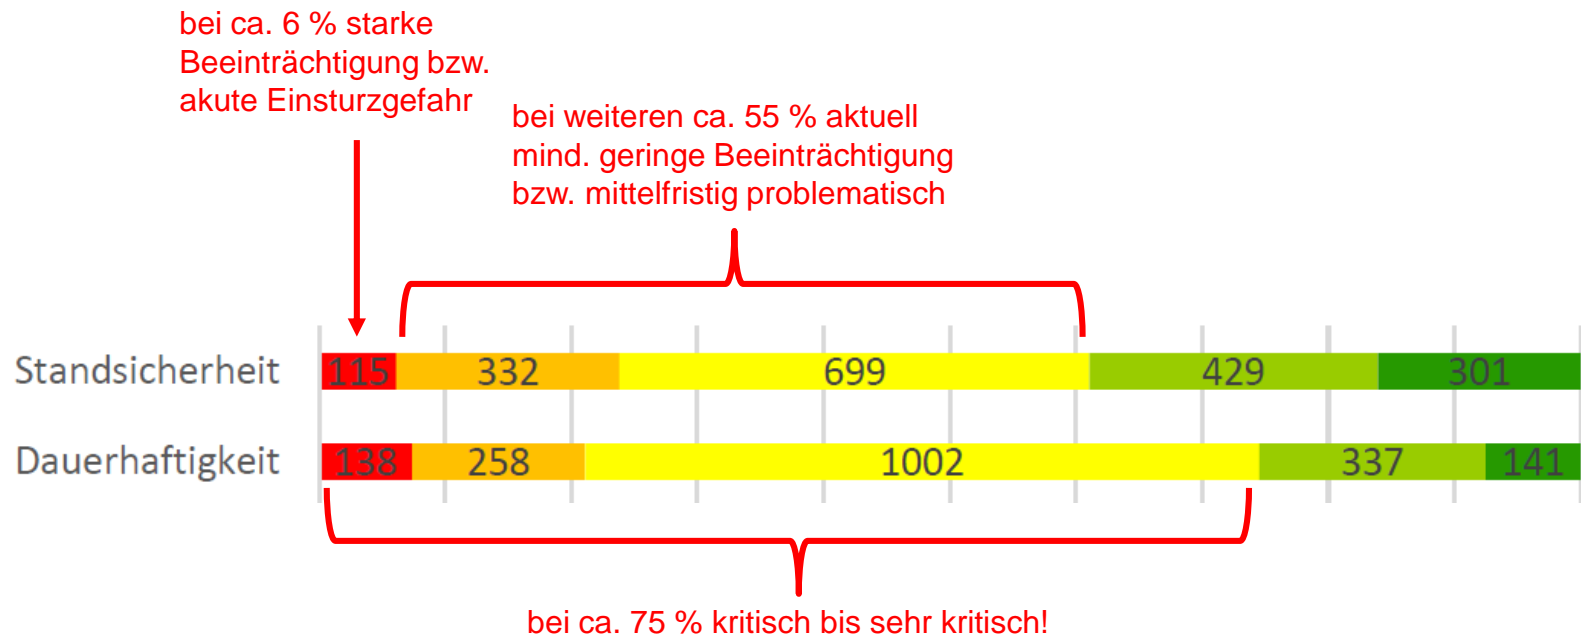 bei ca. 6 % starke
Beeinträchtigung bzw.
akute Einsturzgefahr
bei weiteren ca. 55 % aktuell
mind. geringe Beeinträchtigung
bzw. mittelfristig problematisch
Standsicherheit 115 332 699 429 301
Dauerhaftigkeit 138 258 1002 337 141
bei ca. 75 % kritisch bis sehr kritisch!